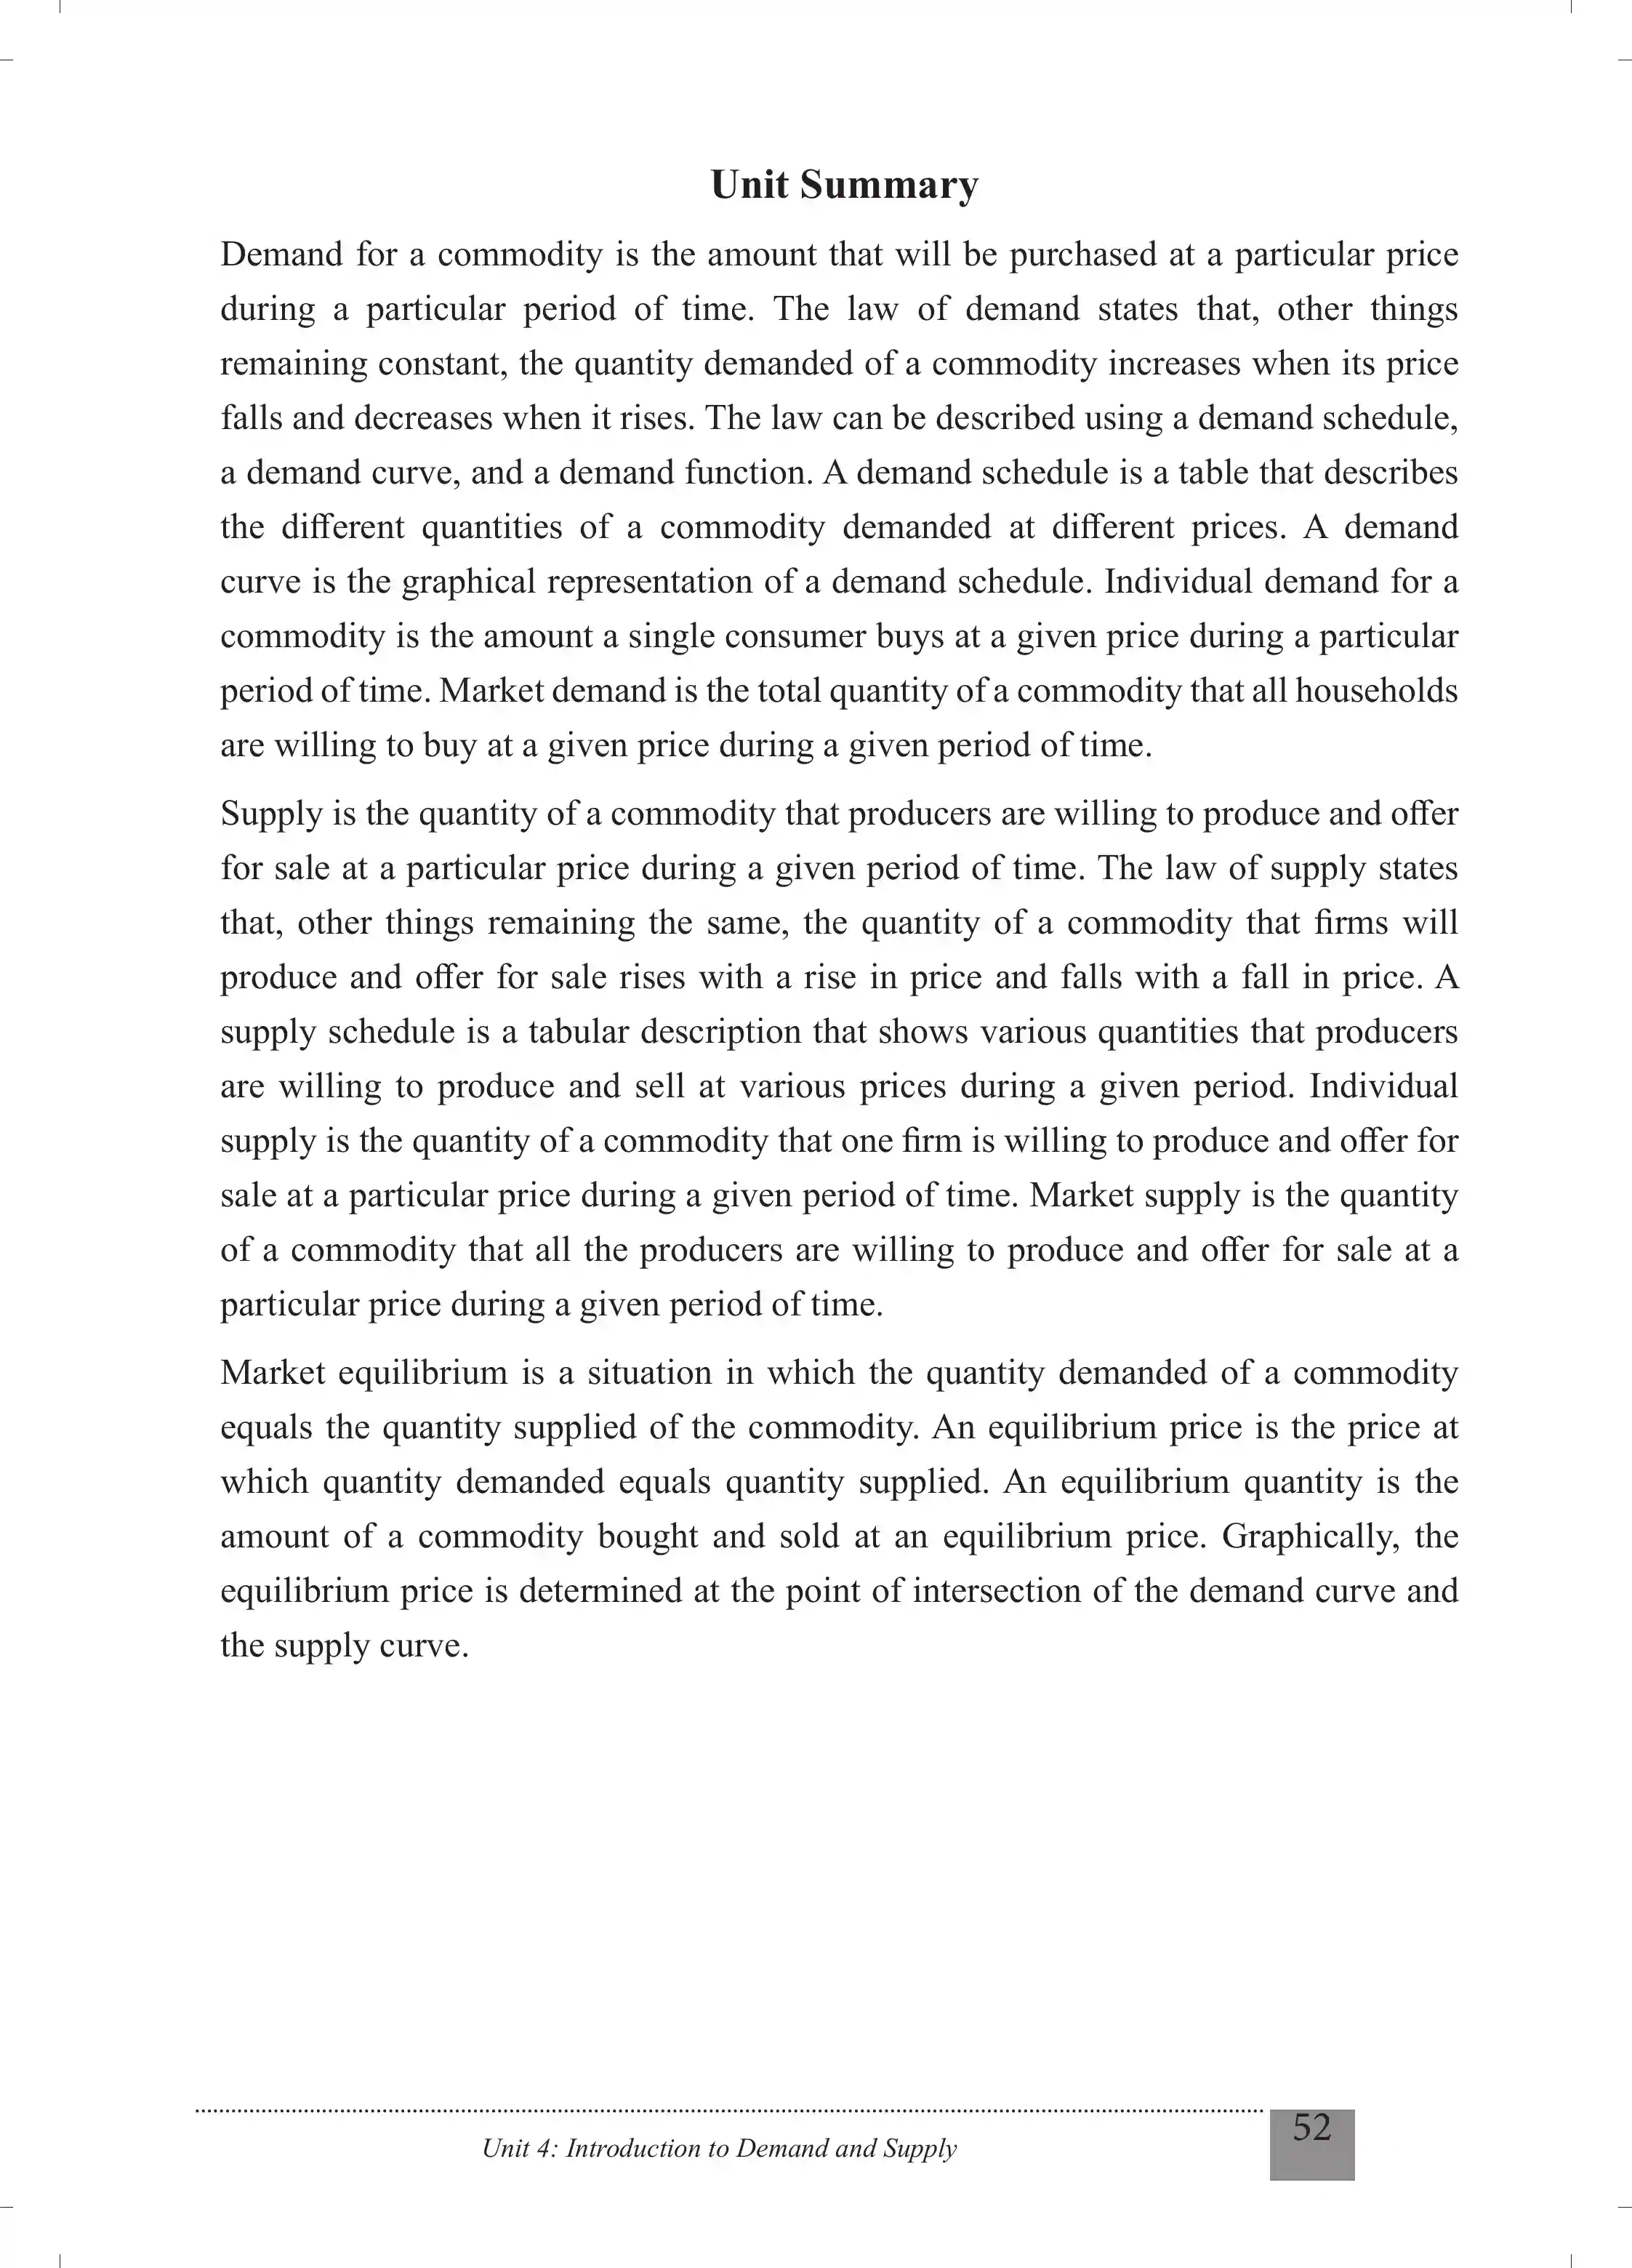 Unit Summary
Demand for a commodity is the amount that will be purchased at a particular price
during a particular period of time. The law of demand states that, other things
remaining constant, the quantity demanded of a commodity increases when its price
falls and decreases when it rises. The law can be described using a demand schedule,
a demand curve, and a demand function. A demand schedule is a table that describes
the different quantities of a commodity demanded at different prices. A demand
curve is the graphical representation of a demand schedule. Individual demand for a
commodity is the amount a single consumer buys at a given price during a particular
period of time. Market demand is the total quantity of a commodity that all households
are willing to buy at a given price during a given period of time.
Supply is the quantity of a commodity that producers are willing to produce and offer
for sale at a particular price during a given period of time. The law of supply states
that, other things remaining the same, the quantity of a commodity that firms will
produce and offer for sale rises with a rise in price and falls with a fall in price. A
supply schedule is a tabular description that shows various quantities that producers
are willing to produce and sell at various prices during a given period. Individual
supply is the quantity of a commodity that one firm is willing to produce and offer for
sale at a particular price during a given period of time. Market supply is the quantity
of a commodity that all the producers are willing to produce and offer for sale at a
particular price during a given period of time.
Market equilibrium is a situation in which the quantity demanded of a commodity
equals the quantity supplied of the commodity. An equilibrium price is the price at
which quantity demanded equals quantity supplied. An equilibrium quantity is the
amount of a commodity bought and sold at an equilibrium price. Graphically, the
equilibrium price is determined at the point of intersection of the demand curve and
the supply curve.
Unit 4: Introduction to Demand and Supply
52